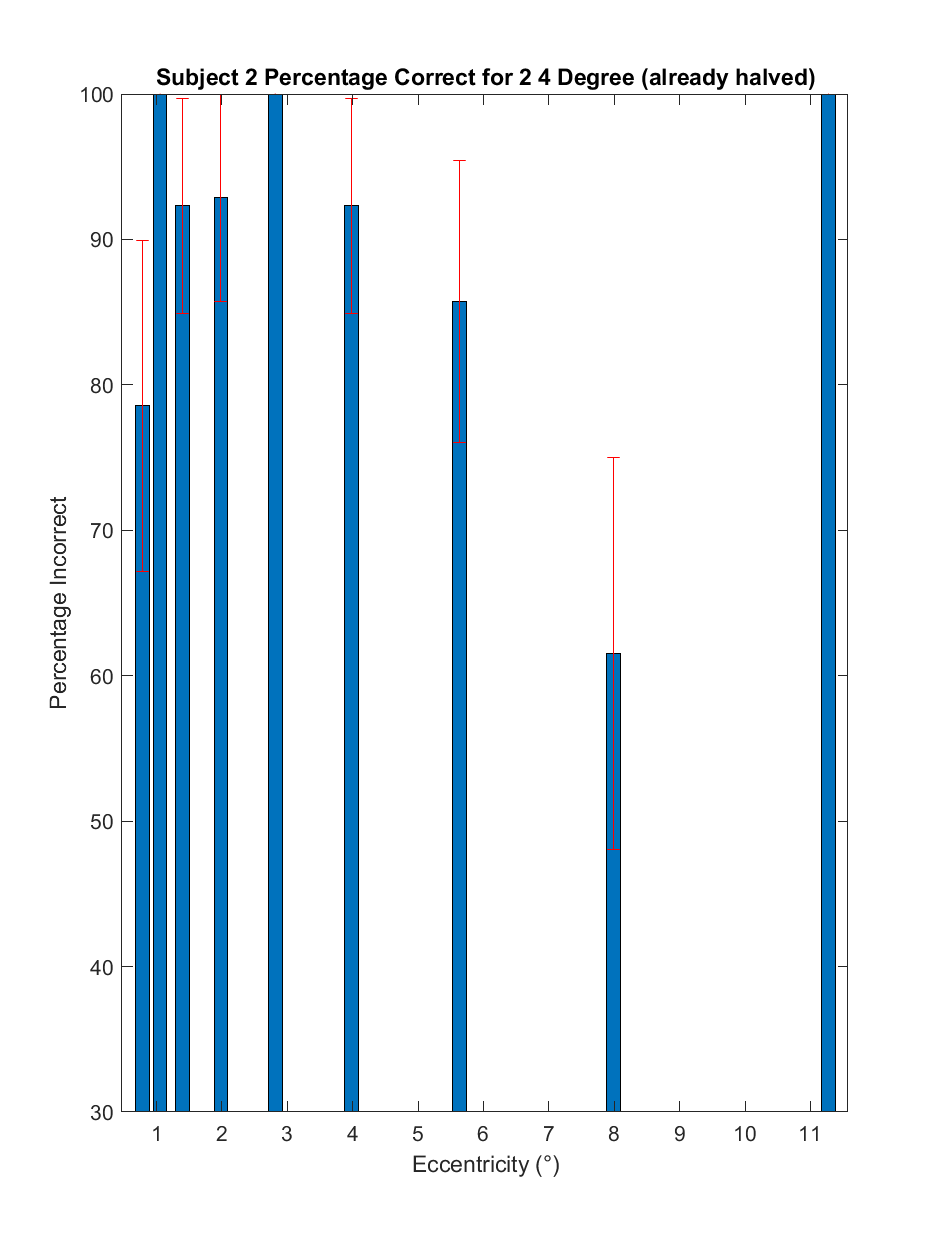 Subject 2 Percentage Correct for 2 4 Degree (already halved)
100
90
80
70
60
50
40
30
Percentage Incorrect
1 2 3 4 5 6 7 8 9 10 11
Eccentricity (°)